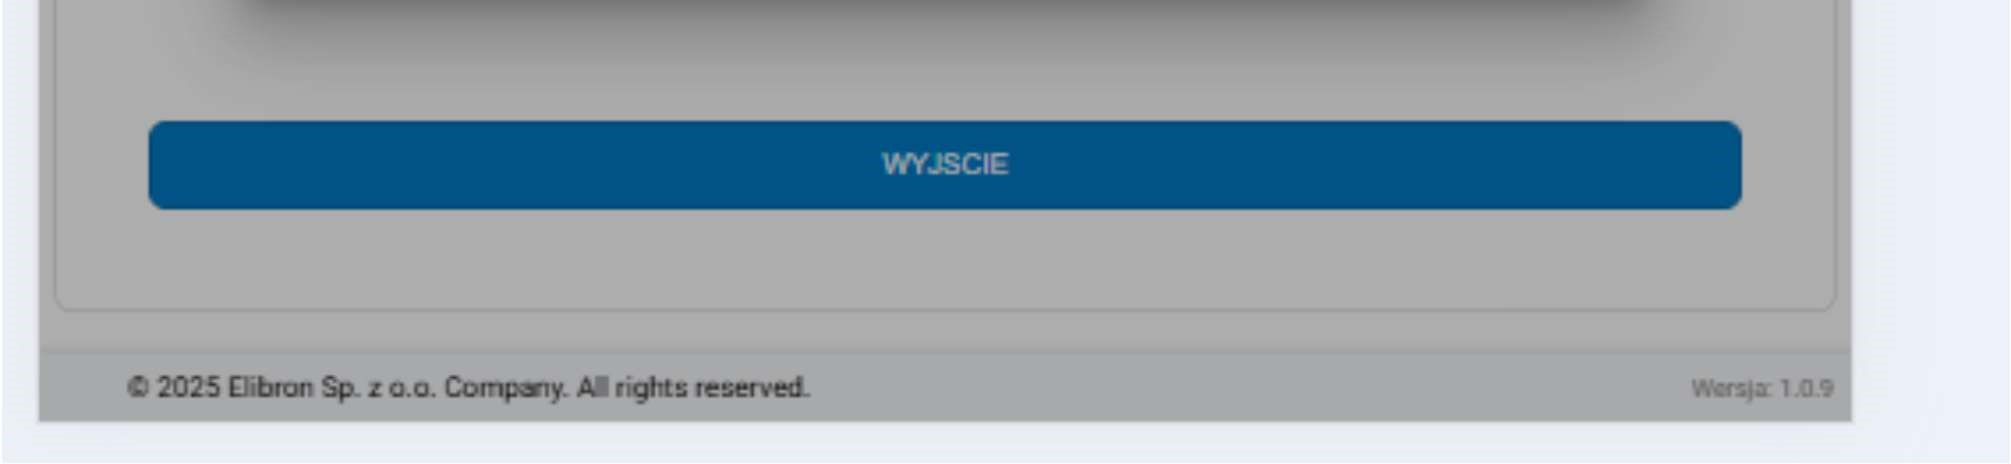 WYJSCIE
© 2025 Elibron Sp. z o.o. Company. All rights reserved.
Wersja: 1.0.9